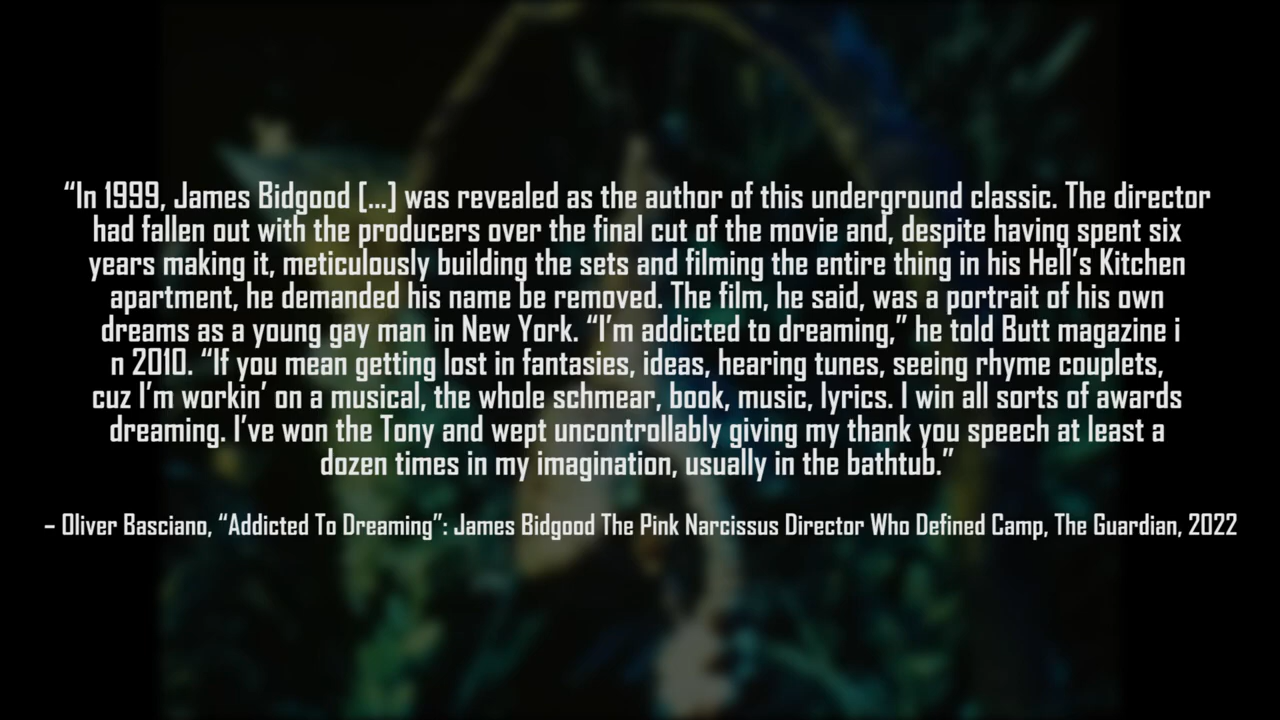 “In 1999, James Bidgood [...] was revealed as the author of this underground classic. The director
had fallen out with the producers over the final cut of the movie and, despite having spent six
years making it, meticulously building the sets and filming the entire thing in his Hell’s Kitchen
apartment, he demanded his name be removed. The film, he said, was a portrait of his own
dreams as a young gay man in New York. “I’m addicted to dreaming,” he told Butt magazine i
n 2010. “If you mean getting lost in fantasies, ideas, hearing tunes, seeing rhyme couplets,
cuz I’m workin’ on a musical, the whole schmear, book, music, lyrics. I win all sorts of awards
dreaming. I’ve won the Tony and wept uncontrollably giving my thank you speech at least a
dozen times in my imagination, usually in the bathtub.”
– Oliver Basciano, “Addicted To Dreaming”: James Bidgood The Pink Narcissus Director Who Defined Camp, The Guardian, 2022